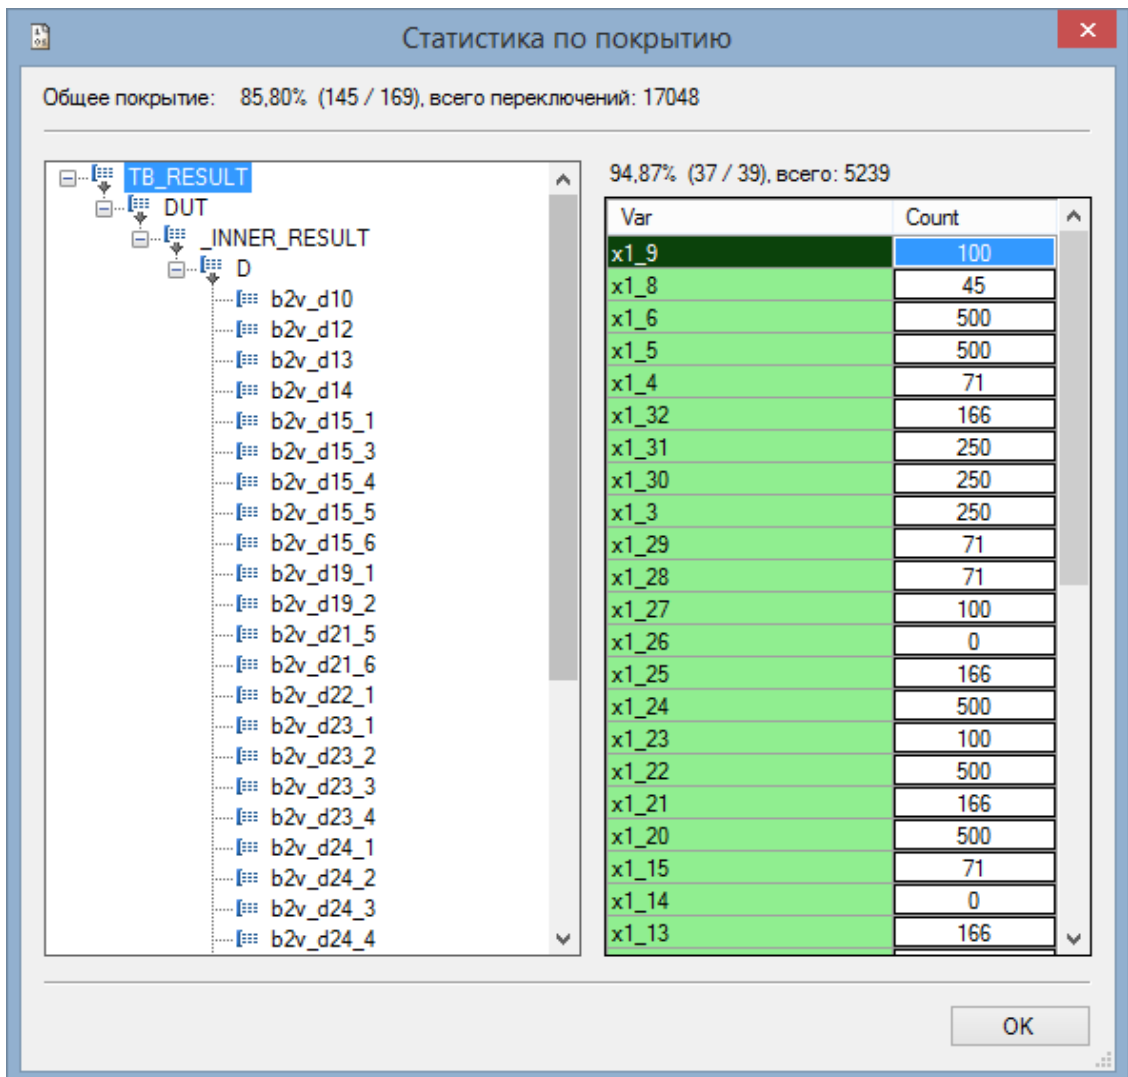 Статистика по покрытию
Общее покрытие: 85,80% (145 / 169), всего переключений: 17048
TB_RESULT
DUT
_INNER_RESULT
D
b2v_d10
b2v_d12
b2v_d13
b2v_d14
b2v_d15_1
b2v_d15_3
b2v_d15_4
b2v_d15_5
b2v_d15_6
b2v_d19_1
b2v_d19_2
b2v_d21_5
b2v_d21_6
b2v_d22_1
b2v_d23_1
b2v_d23_2
b2v_d23_3
b2v_d23_4
b2v_d24_1
b2v_d24_2
b2v_d24_3
b2v_d24_4
94,87% (37 / 39), всего: 5239
Var Count
x1_9 100
x1_8 45
x1_6 500
x1_5 500
x1_4 71
x1_32 166
x1_31 250
x1_30 250
x1_3 250
x1_29 71
x1_28 71
x1_27 100
x1_26 0
x1_25 166
x1_24 500
x1_23 100
x1_22 500
x1_21 166
x1_20 500
x1_15 71
x1_14 0
x1_13 166
OK